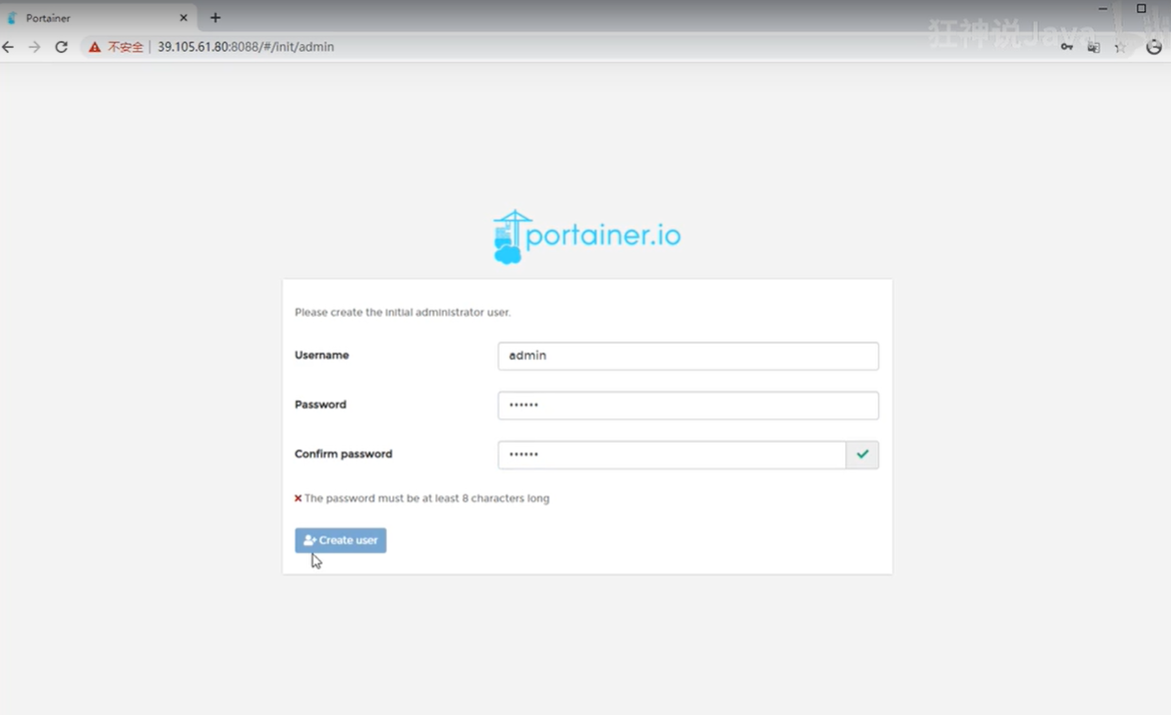 Portainer
不安全 39.105.61.80:8088/#/init/admin
狂神说Java
portainer.io
Please create the initial administrator user.
Username
admin
Password
••••••
Confirm password
••••••
The password must be at least 8 characters long
Create user